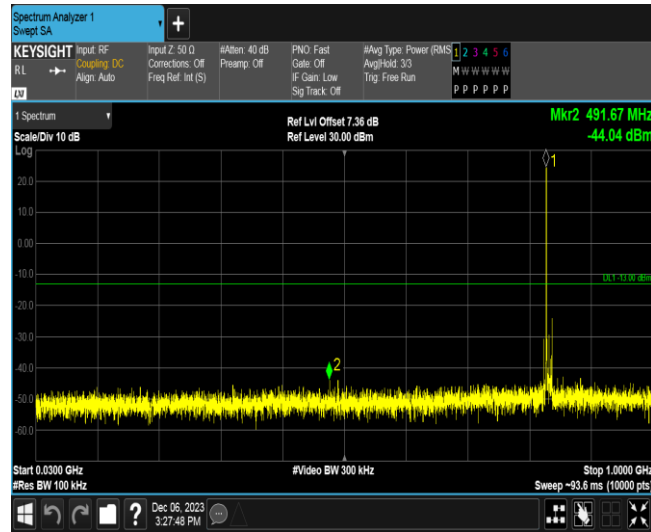 Spectrum Analyzer 1
Swept SA
+
KEYSIGHT
RL
LXI
Input: RF
Coupling: DC
Align: Auto
Input Z: 50 Ω
Corrections: Off
Freq Ref: Int (S)
#Atten: 40 dB
Preamp: Off
PNO: Fast
Gate: Off
IF Gain: Low
Sig Track: Off
#Avg Type: Power (RMS
Avg|Hold: 3/3
Trig: Free Run
1 2 3 4 5 6
M W W W W W
P P P P P P
1 Spectrum
Scale/Div 10 dB
Log
Ref Lvl Offset 7.36 dB
Ref Level 30.00 dBm
Mkr2 491.67 MHz
-44.04 dBm
1
20.0
10.0
0.00
-10.0
DL1 -13.00 dBm
-20.0
-30.0
-40.0
2
-50.0
-60.0
Start 0.0300 GHz
#Video BW 300 kHz
Stop 1.0000 GHz
#Res BW 100 kHz
Sweep ~93.6 ms (10000 pts)
?
Dec 06, 2023
3:27:48 PM